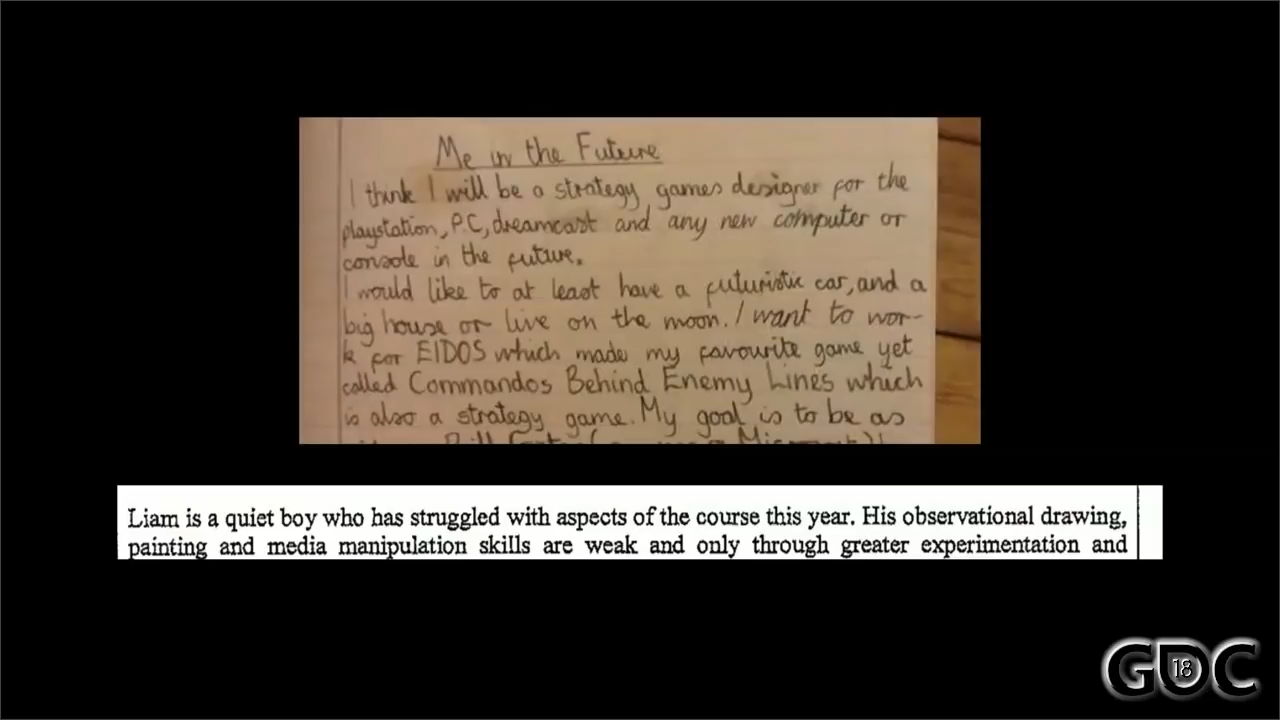 Me in the Future
I think I will be a strategy games designer for the
playstation, P.C, dreamcast and any new computer or
console in the future.
I would like to at least have a futuristic car, and a
big house or live on the moon. I want to wor-
k for EIDOS which made my favourite game yet
called Commandos Behind Enemy Lines which
is also a strategy game. My goal is to be as
Liam is a quiet boy who has struggled with aspects of the course this year. His observational drawing,
painting and media manipulation skills are weak and only through greater experimentation and
GDC
18